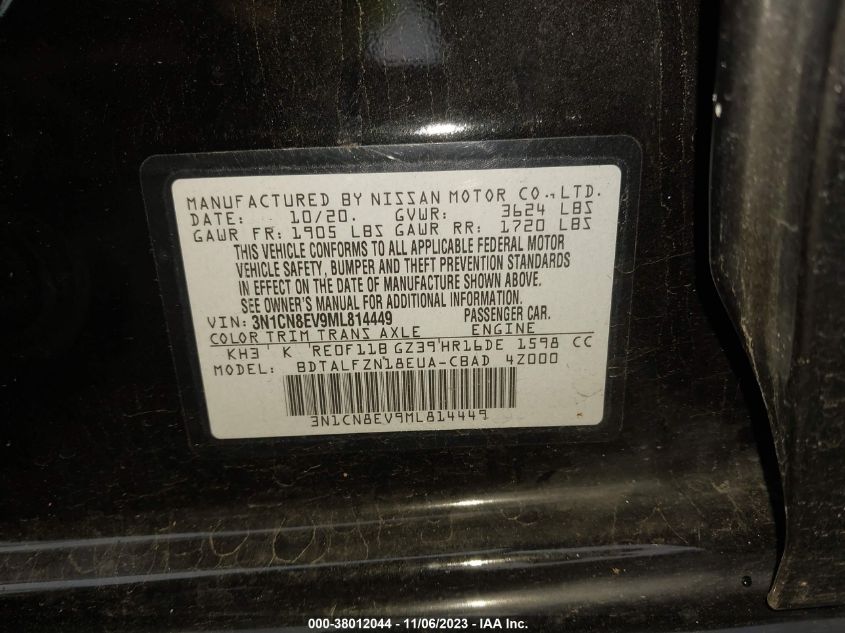 MANUFACTURED BY NISSAN MOTOR CO., LTD.
DATE: 10/20. GVWR: 3624 LBS
GAWR FR: 1905 LBS GAWR RR: 1720 LBS
THIS VEHICLE CONFORMS TO ALL APPLICABLE FEDERAL MOTOR
VEHICLE SAFETY, BUMPER AND THEFT PREVENTION STANDARDS
IN EFFECT ON THE DATE OF MANUFACTURE SHOWN ABOVE.
SEE OWNER'S MANUAL FOR ADDITIONAL INFORMATION.
VIN: 3N1CN8EV9ML814449 PASSENGER CAR.
COLOR TRIM TRANS AXLE ENGINE
KH3 K RE0F11B GZ39 HR16DE 1598 CC
MODEL: BDTALFZN18EUA-CBAD 4Z000
3N1CN8EV9ML814449
000-38012044 - 11/06/2023 - IAA Inc.